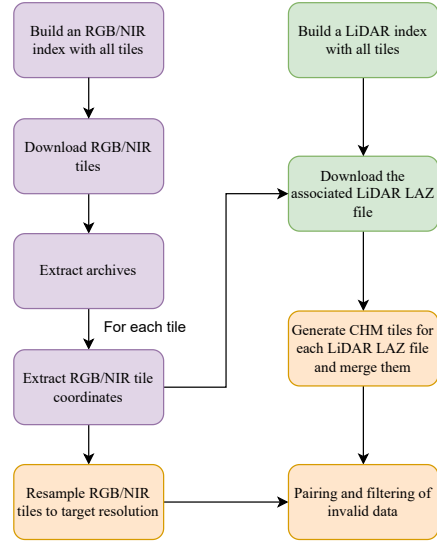 Build an RGB/NIR
index with all tiles
Download RGB/NIR
tiles
Extract archives
For each tile
Extract RGB/NIR tile
coordinates
Resample RGB/NIR
tiles to target resolution
Build a LiDAR index
with all tiles
Download the
associated LiDAR LAZ
file
Generate CHM tiles for
each LiDAR LAZ file
and merge them
Pairing and filtering of
invalid data